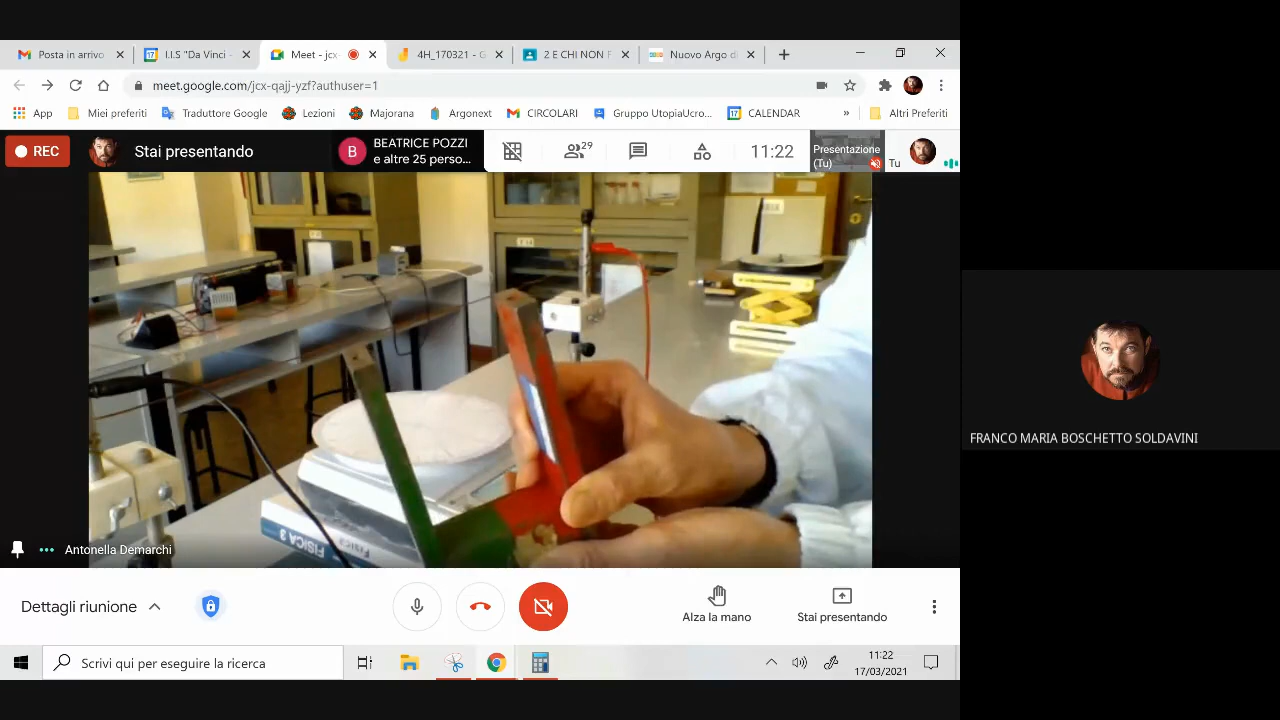 Posta in arrivo
I.I.S "Da Vinci -
Meet - jcx-
4H_170321 - G
2 E CHI NON F
Nuovo Argo di
meet.google.com/jcx-qajj-yzf?authuser=1
App
Miei preferiti
Traduttore Google
Lezioni
Majorana
Argonext
CIRCOLARI
Gruppo UtopiaUcro...
CALENDAR
»
Altri Preferiti
REC
Stai presentando
B
BEATRICE POZZI
e altre 25 perso...
29
11:22
Presentazione
(Tu)
Tu
FISICA 3
Fisica
Antonella Demarchi
FRANCO MARIA BOSCHETTO SOLDAVINI
Dettagli riunione
Alza la mano
Stai presentando
Scrivi qui per eseguire la ricerca
11:22
17/03/2021